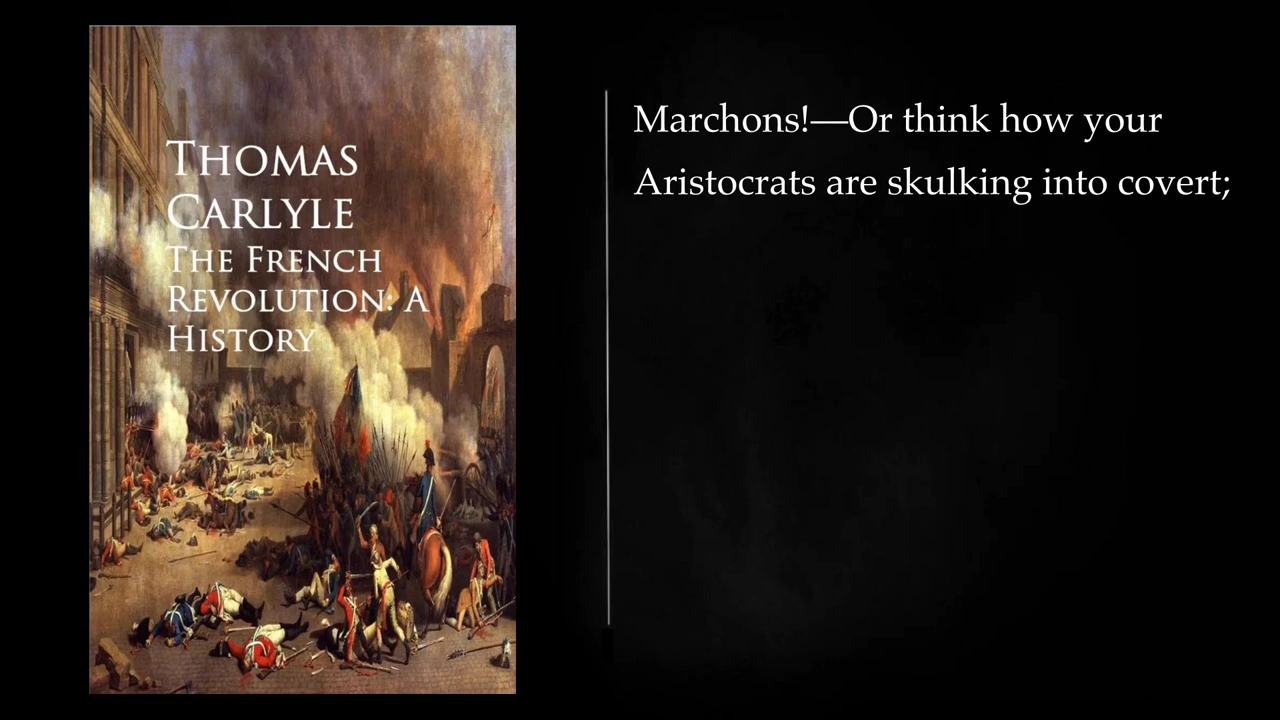 THOMAS
CARLYLE
THE FRENCH
REVOLUTION: A
HISTORY
Marchons!—Or think how your
Aristocrats are skulking into covert;